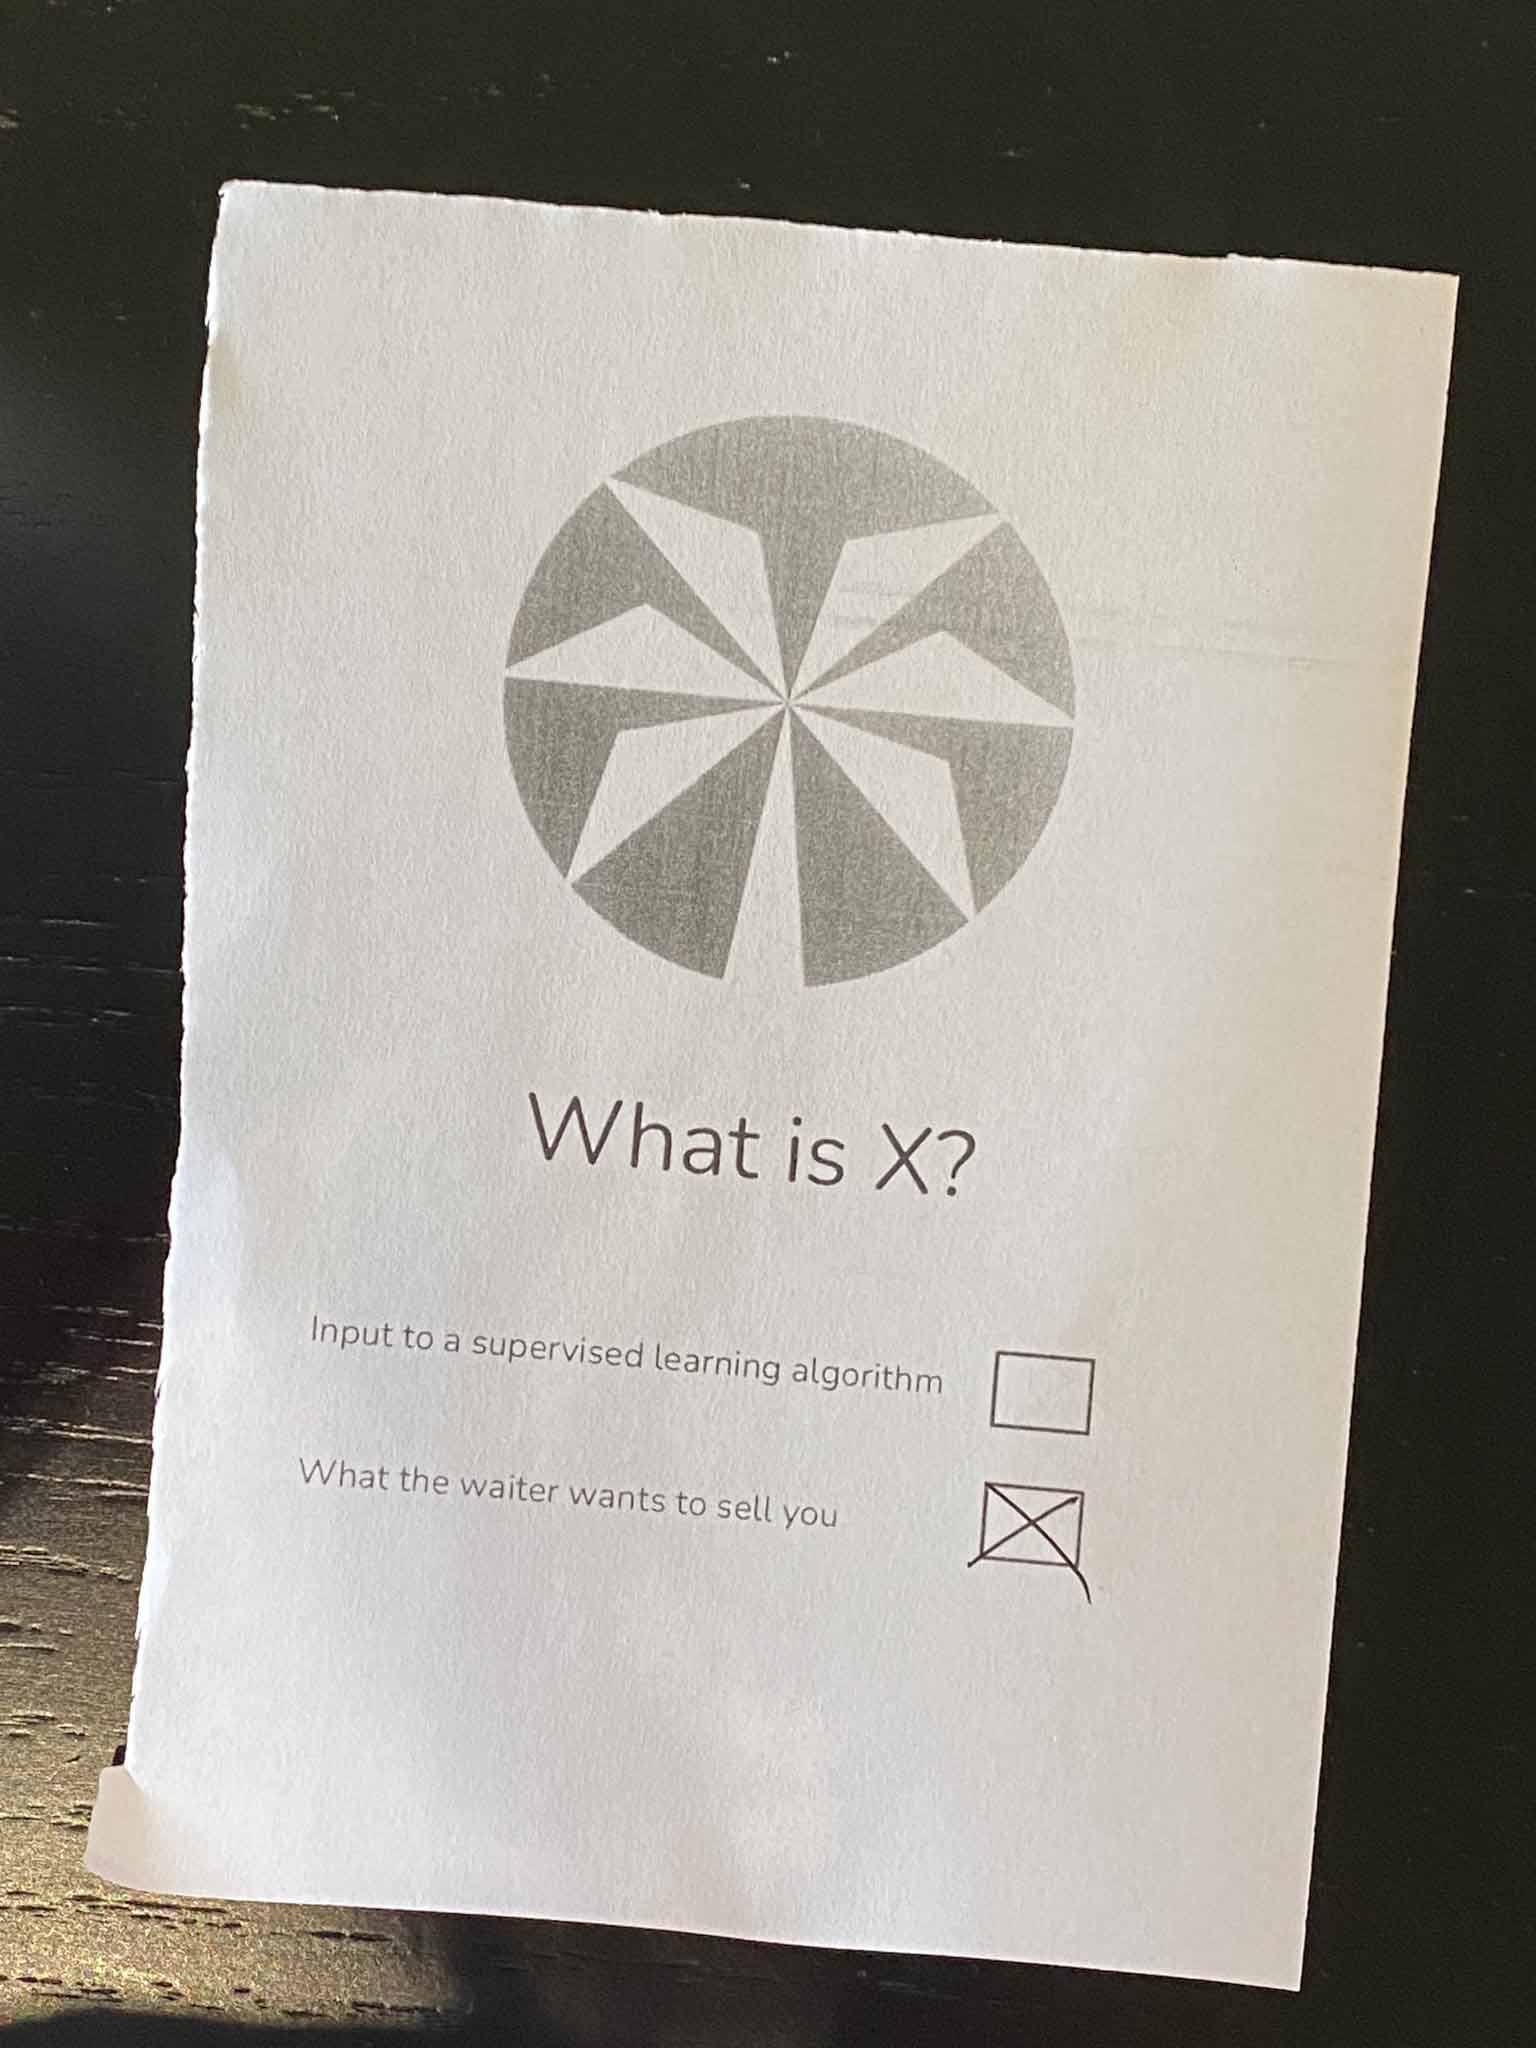 What is X?
Input to a supervised learning algorithm
What the waiter wants to sell you